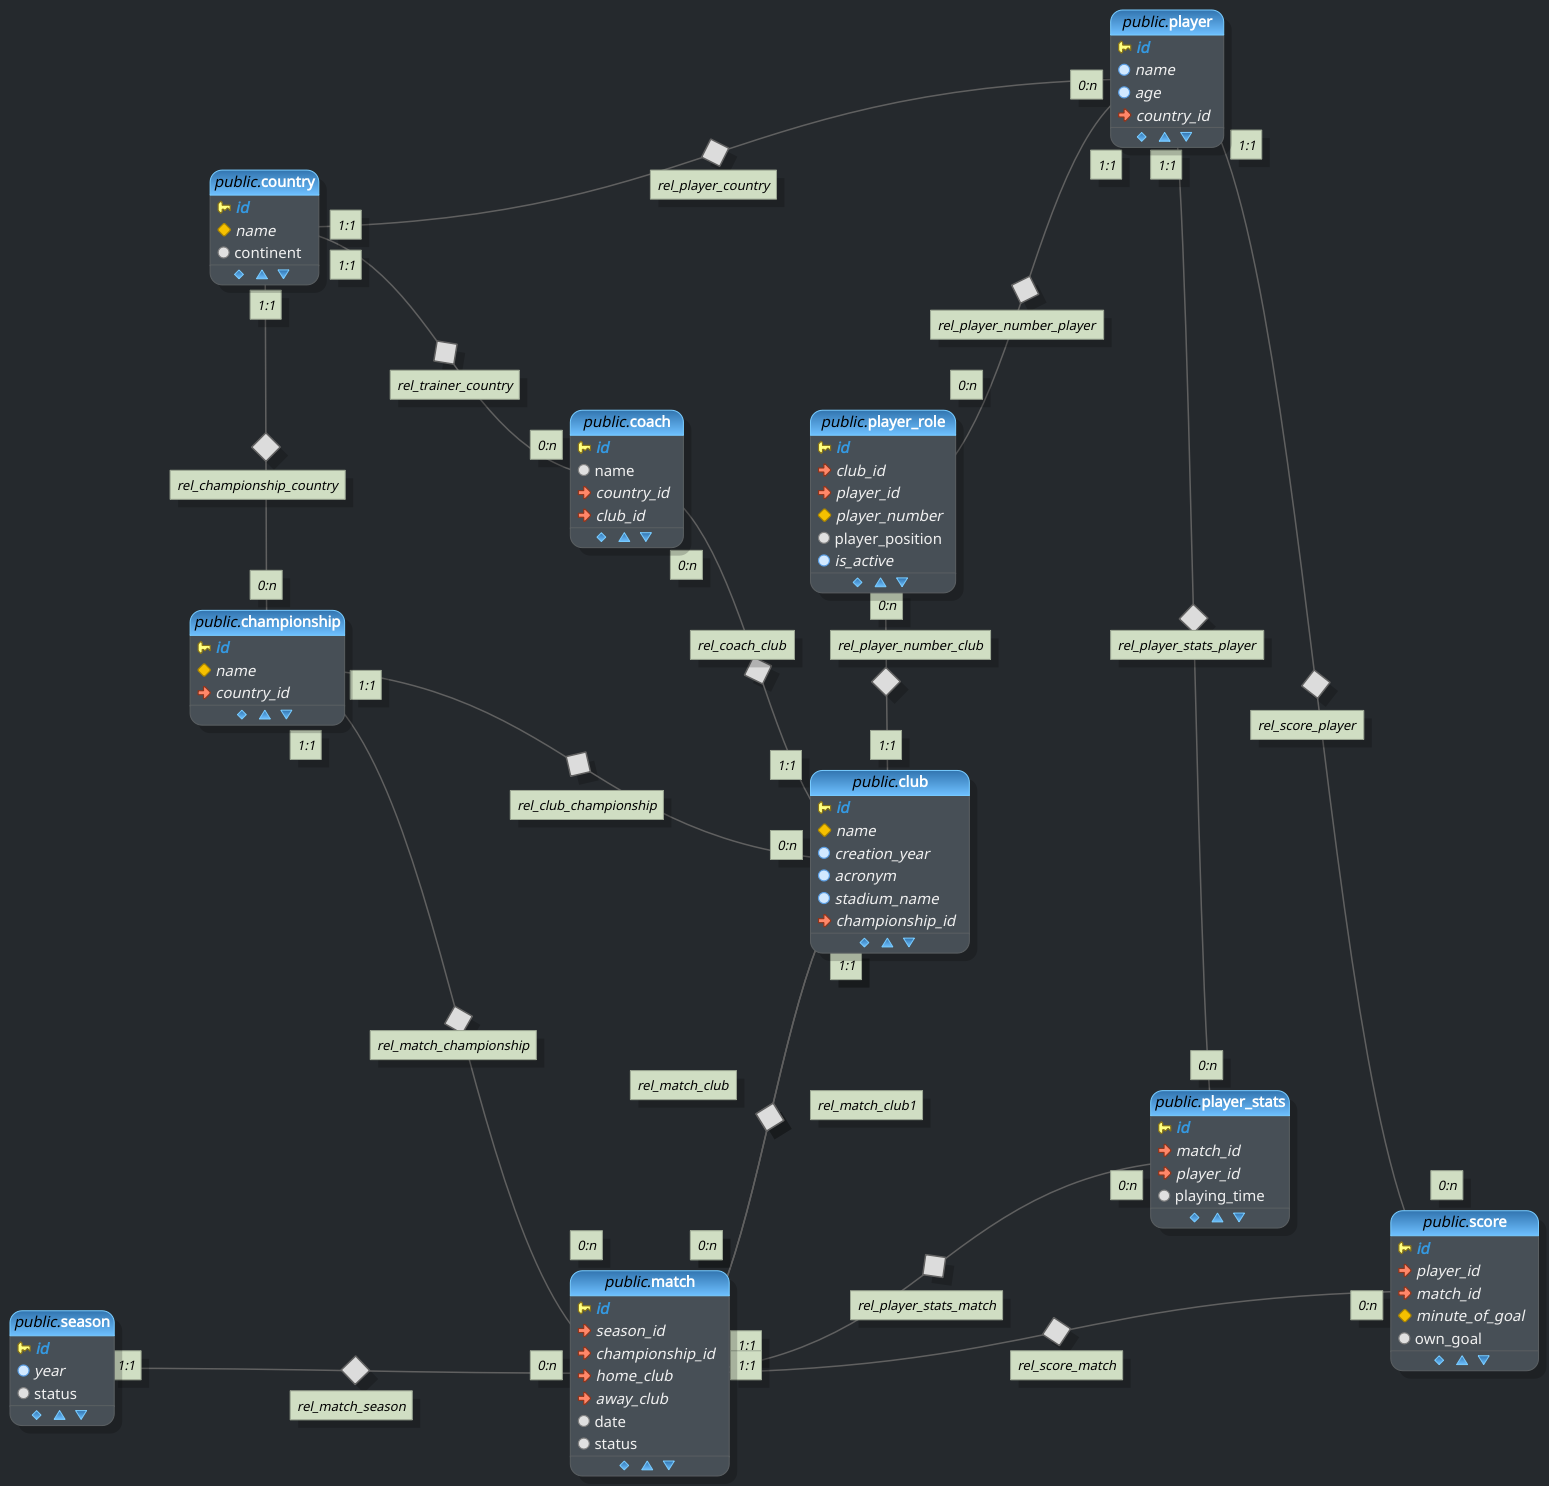 public.player
id
name
age
country_id
0:n
1:1
1:1
1:1
rel_player_country
public.country
id
name
continent
1:1
1:1
1:1
rel_player_number_player
rel_trainer_country
0:n
0:n
public.coach
id
name
country_id
club_id
0:n
public.player_role
id
club_id
player_id
player_number
player_position
is_active
0:n
rel_championship_country
0:n
public.championship
id
name
country_id
1:1
1:1
rel_coach_club
rel_player_number_club
rel_player_stats_player
rel_score_player
1:1
1:1
rel_club_championship
0:n
public.club
id
name
creation_year
acronym
stadium_name
championship_id
1:1
rel_match_championship
rel_match_club
rel_match_club1
0:n
public.player_stats
id
match_id
player_id
playing_time
0:n
0:n
public.score
id
player_id
match_id
minute_of_goal
own_goal
0:n
0:n
0:n
public.match
id
season_id
championship_id
home_club
away_club
date
status
1:1
1:1
0:n
rel_player_stats_match
rel_score_match
public.season
id
year
status
1:1
rel_match_season